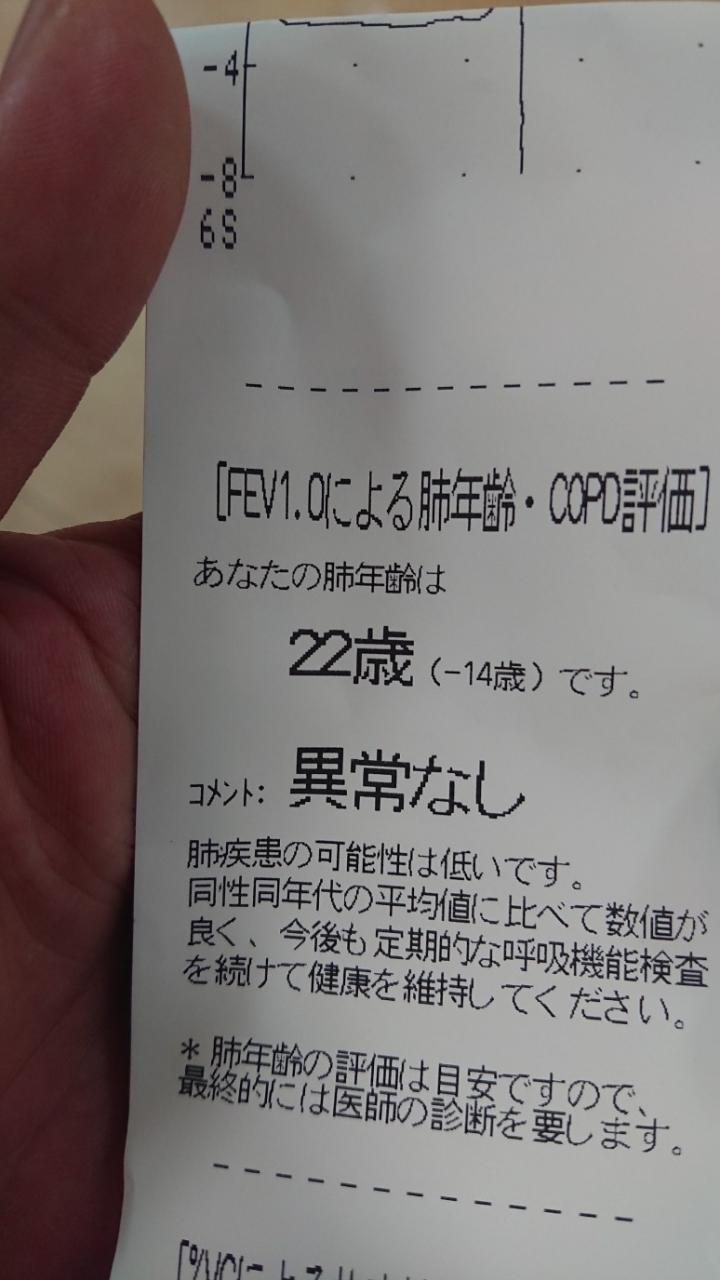 -4
-8
6S
[FEV1.0による肺年齢・COPD評価]
あなたの肺年齢は
22歳(-14歳)です。
コメント: 異常なし
肺疾患の可能性は低いです。
同性同年代の平均値に比べて数値が
良く、今後も定期的な呼吸機能検査
を続けて健康を維持してください。
*肺年齢の評価は目安ですので、
最終的には医師の診断を要します。